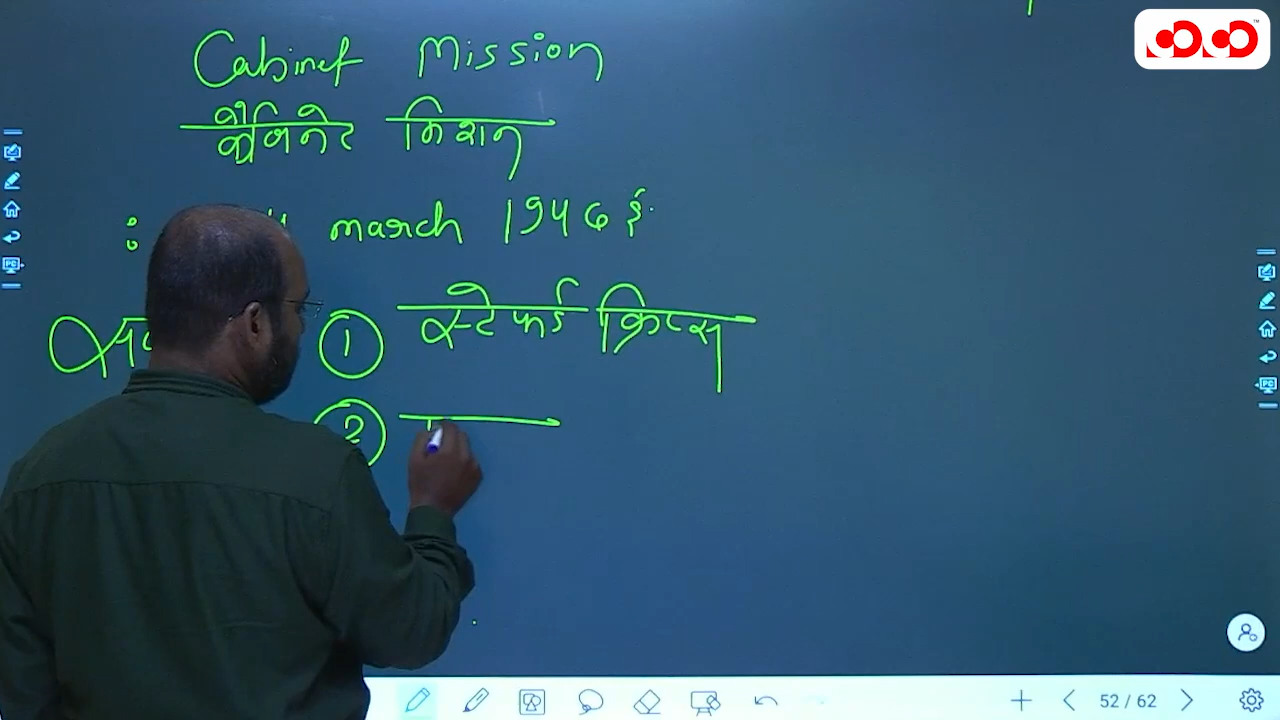 Cabinet Mission
कैबिनेट मिशन
: march 1946 ई.
① स्टेफर्ड क्रिप्स
②
52 / 62